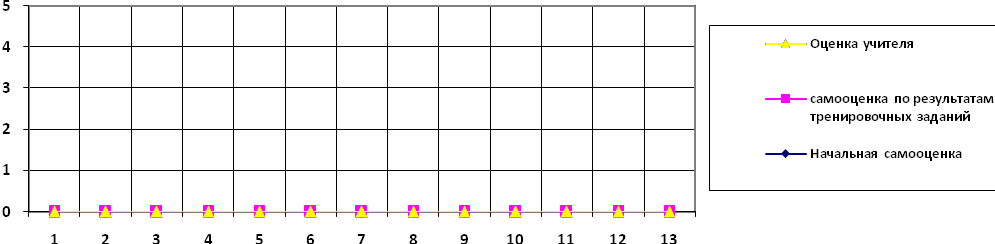 5
4
3
2
1
0
1 2 3 4 5 6 7 8 9 10 11 12 13
Оценка учителя
самооценка по результатам
тренировочных заданий
Начальная самооценка